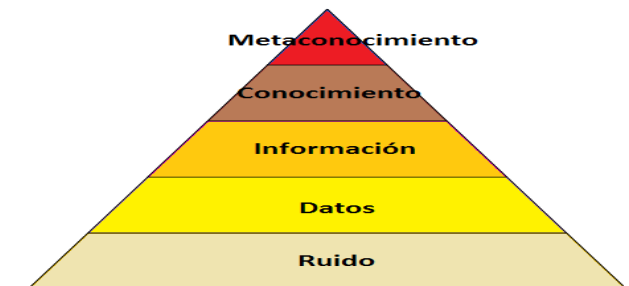 Metaconocimiento
Conocimiento
Información
Datos
Ruido